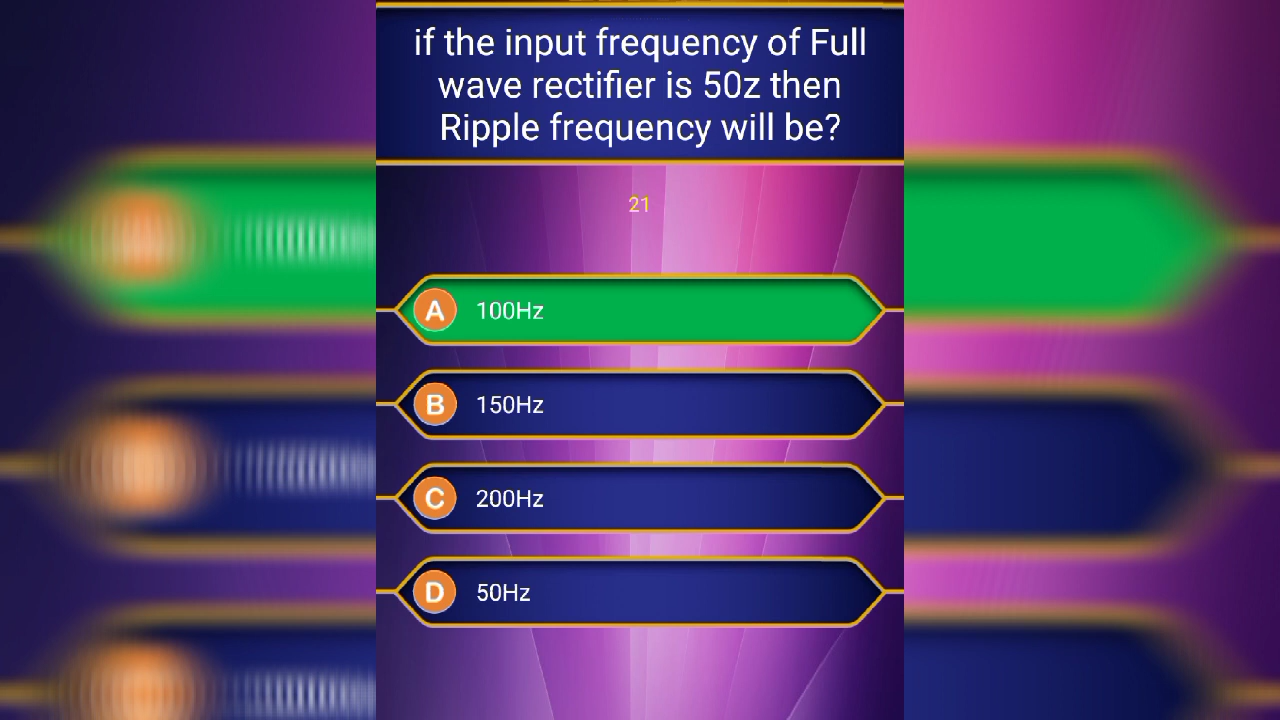 if the input frequency of Full
wave rectifier is 50z then
Ripple frequency will be?
21
A 100Hz
B 150Hz
C 200Hz
D 50Hz